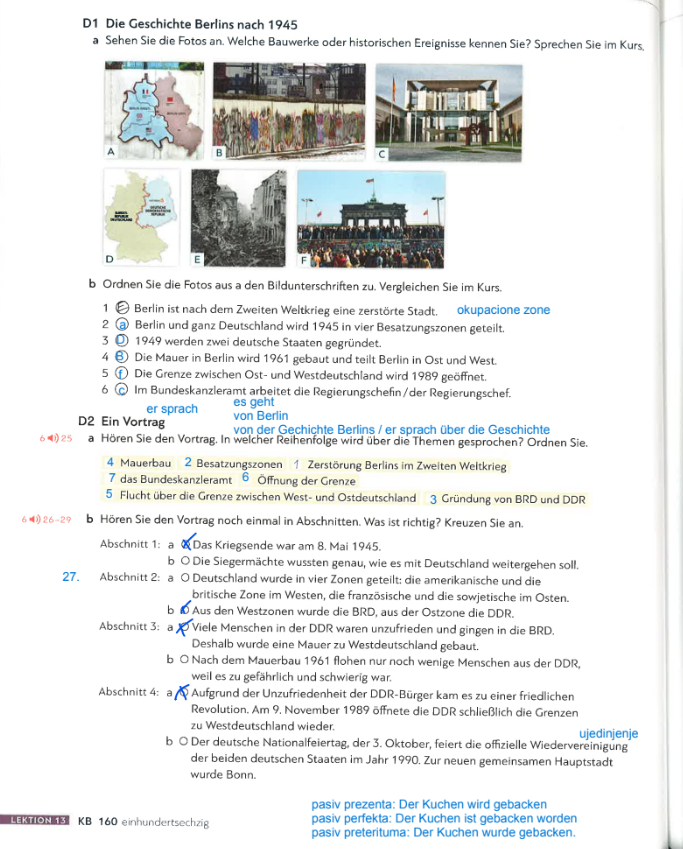 D1 Die Geschichte Berlins nach 1945
a Sehen Sie die Fotos an. Welche Bauwerke oder historischen Ereignisse kennen Sie? Sprechen Sie im Kurs.
A
B
C
D
E
F
b Ordnen Sie die Fotos aus a den Bildunterschriften zu. Vergleichen Sie im Kurs.
1 E Berlin ist nach dem Zweiten Weltkrieg eine zerstörte Stadt. okupacione zone
2 a Berlin und ganz Deutschland wird 1945 in vier Besatzungszonen geteilt.
3 D 1949 werden zwei deutsche Staaten gegründet.
4 B Die Mauer in Berlin wird 1961 gebaut und teilt Berlin in Ost und West.
5 f Die Grenze zwischen Ost- und Westdeutschland wird 1989 geöffnet.
6 c Im Bundeskanzleramt arbeitet die Regierungschefin / der Regierungschef.
es geht
er sprach
von Berlin
D2 Ein Vortrag
von der Gechichte Berlins / er sprach über die Geschichte
6 25 a Hören Sie den Vortrag. In welcher Reihenfolge wird über die Themen gesprochen? Ordnen Sie.
4 Mauerbau 2 Besatzungszonen 1 Zerstörung Berlins im Zweiten Weltkrieg
7 das Bundeskanzleramt 6 Öffnung der Grenze
5 Flucht über die Grenze zwischen West- und Ostdeutschland 3 Gründung von BRD und DDR
6 26–29 b Hören Sie den Vortrag noch einmal in Abschnitten. Was ist richtig? Kreuzen Sie an.
Abschnitt 1: a Das Kriegsende war am 8. Mai 1945.
b Die Siegermächte wussten genau, wie es mit Deutschland weitergehen soll.
27. Abschnitt 2: a Deutschland wurde in vier Zonen geteilt: die amerikanische und die
britische Zone im Westen, die französische und die sowjetische im Osten.
b Aus den Westzonen wurde die BRD, aus der Ostzone die DDR.
Abschnitt 3: a Viele Menschen in der DDR waren unzufrieden und gingen in die BRD.
Deshalb wurde eine Mauer zu Westdeutschland gebaut.
b Nach dem Mauerbau 1961 flohen nur noch wenige Menschen aus der DDR,
weil es zu gefährlich und schwierig war.
Abschnitt 4: a Aufgrund der Unzufriedenheit der DDR-Bürger kam es zu einer friedlichen
Revolution. Am 9. November 1989 öffnete die DDR schließlich die Grenzen
zu Westdeutschland wieder.
ujedinjenje
b Der deutsche Nationalfeiertag, der 3. Oktober, feiert die offizielle Wiedervereinigung
der beiden deutschen Staaten im Jahr 1990. Zur neuen gemeinsamen Hauptstadt
wurde Bonn.
pasiv prezenta: Der Kuchen wird gebacken
LEKTION 13 KB 160 einhundertsechzig
pasiv perfekta: Der Kuchen ist gebacken worden
pasiv preterituma: Der Kuchen wurde gebacken.